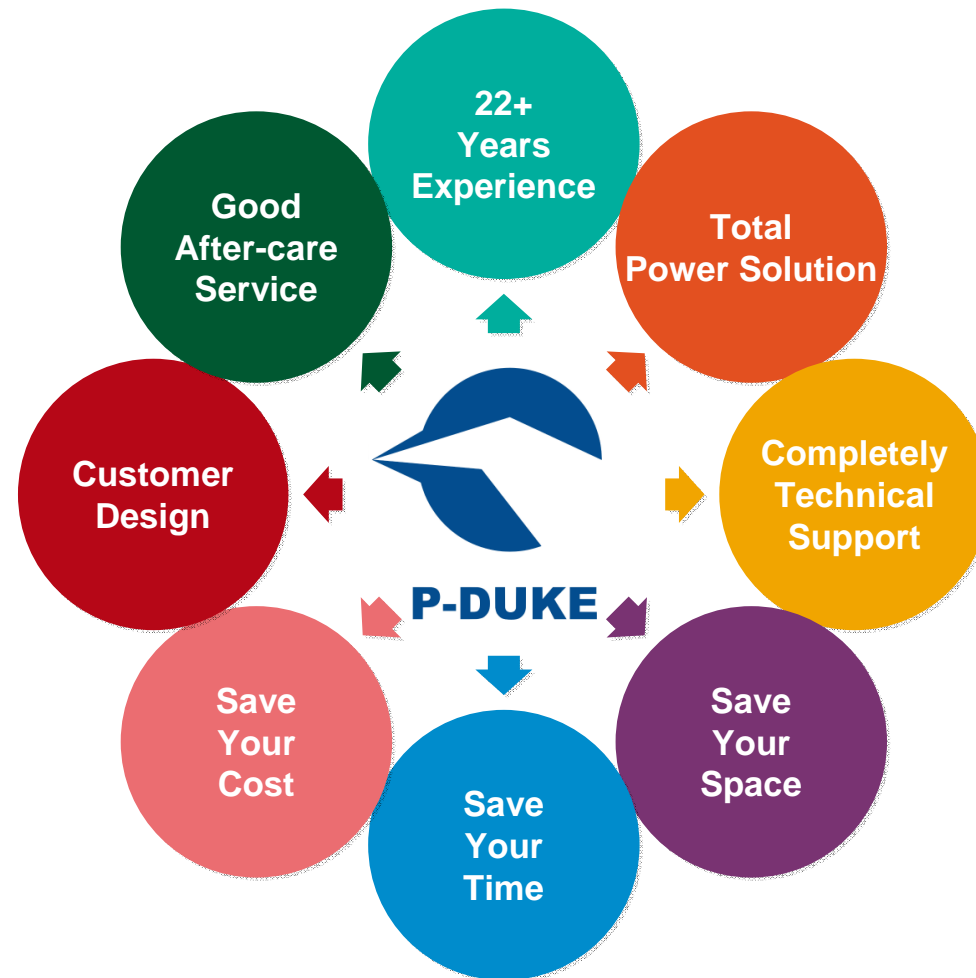 22+
Years
Experience
Total
Power Solution
Completely
Technical
Support
Save
Your
Space
Save
Your
Time
Save
Your
Cost
Customer
Design
Good
After-care
Service
P-DUKE